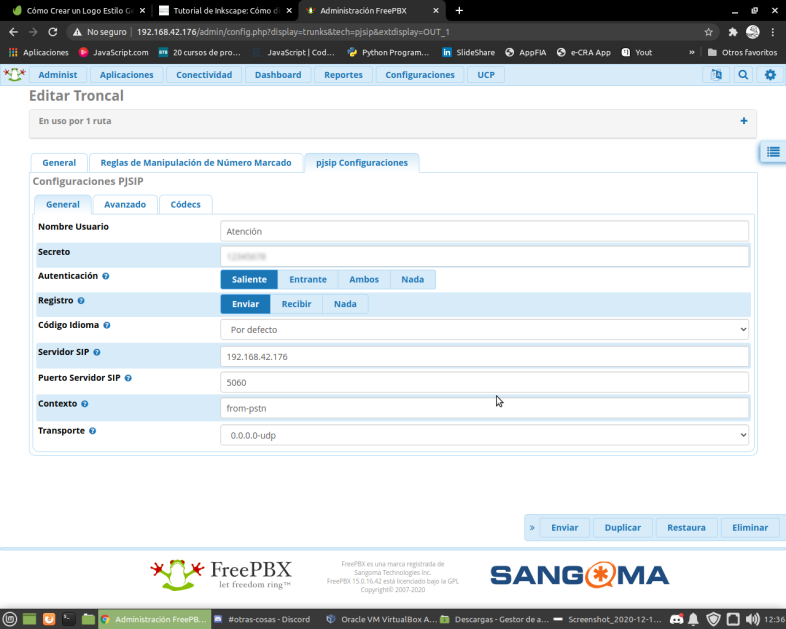 Cómo Crear un Logo Estilo G
Tutorial de Inkscape: Cómo di
Administración FreePBX
No seguro 192.168.42.176/admin/config.php?display=trunks&tech=pjsip&extdisplay=OUT_1
Aplicaciones JavaScript.com 20 cursos de pro... JavaScript | Cod... Python Program... SlideShare AppFIA e-CRA App Yout » Otros favoritos
Administ Aplicaciones Conectividad Dashboard Reportes Configuraciones UCP
Editar Troncal
En uso por 1 ruta +
General Reglas de Manipulación de Número Marcado pjsip Configuraciones
Configuraciones PJSIP
General Avanzado Códecs
Nombre Usuario Atención
Secreto
Autenticación Saliente Entrante Ambos Nada
Registro Enviar Recibir Nada
Código Idioma Por defecto
Servidor SIP 192.168.42.176
Puerto Servidor SIP 5060
Contexto from-pstn
Transporte 0.0.0.0-udp
» Enviar Duplicar Restaura Eliminar
FreePBX
let freedom ring™
FreePBX es una marca registrada de
Sangoma Technologies Inc.
FreePBX 15.0.16.42 está licenciado bajo la GPL
Copyright© 2007-2020
SANGOMA
Administración FreePB... #otras-cosas - Discord Oracle VM VirtualBox A... Descargas - Gestor de a... Screenshot_2020-12-1... 12:36